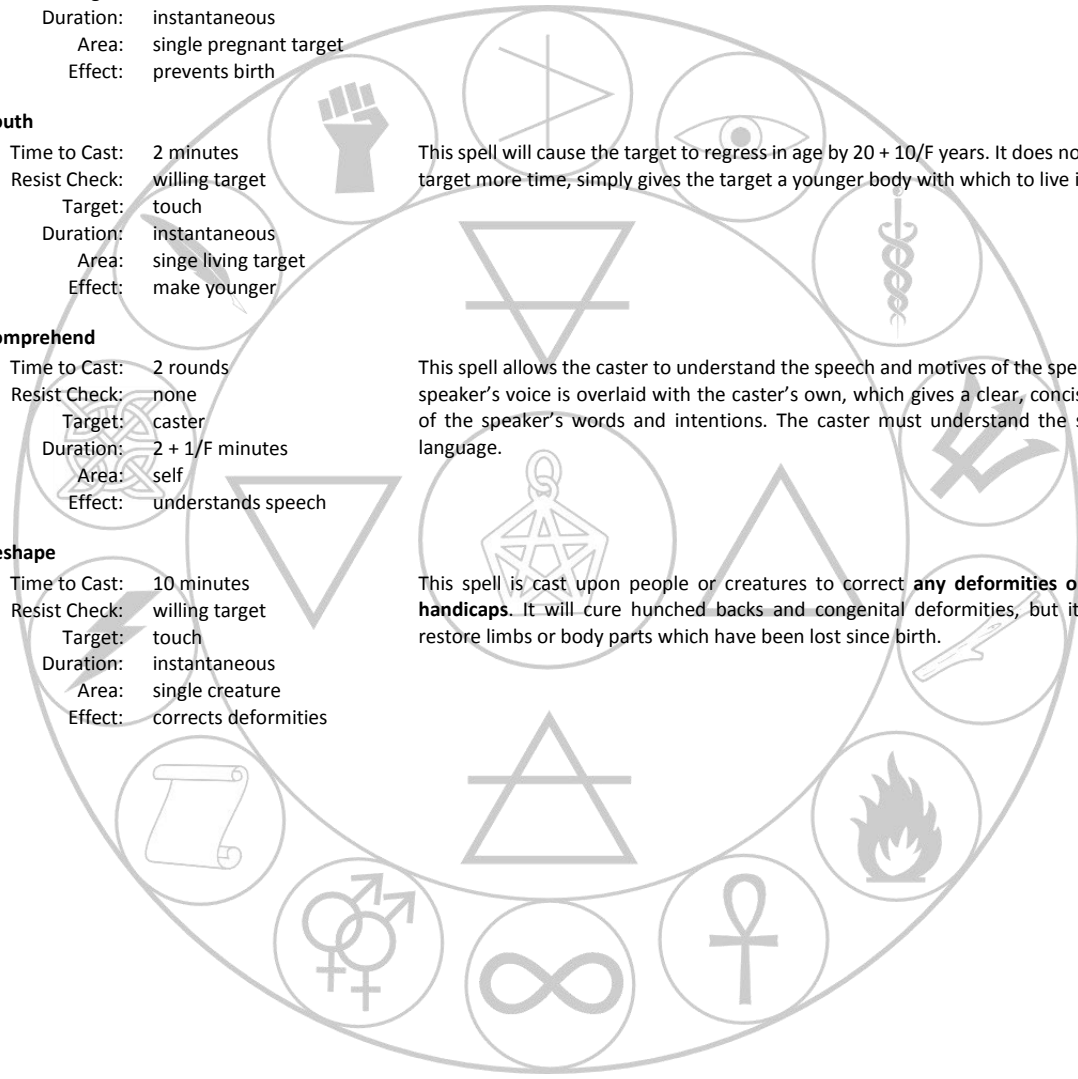 Duration: instantaneous
Area: single pregnant target
Effect: prevents birth
outh
Time to Cast: 2 minutes This spell will cause the target to regress in age by 20 + 10/F years. It does no
Resist Check: willing target target more time, simply gives the target a younger body with which to live i
Target: touch
Duration: instantaneous
Area: singe living target
Effect: make younger
omprehend
Time to Cast: 2 rounds This spell allows the caster to understand the speech and motives of the spe
Resist Check: none speaker's voice is overlaid with the caster's own, which gives a clear, concis
Target: caster of the speaker's words and intentions. The caster must understand the s
Duration: 2 + 1/F minutes language.
Area: self
Effect: understands speech
eshape
Time to Cast: 10 minutes This spell is cast upon people or creatures to correct any deformities o
Resist Check: willing target handicaps. It will cure hunched backs and congenital deformities, but it
Target: touch restore limbs or body parts which have been lost since birth.
Duration: instantaneous
Area: single creature
Effect: corrects deformities